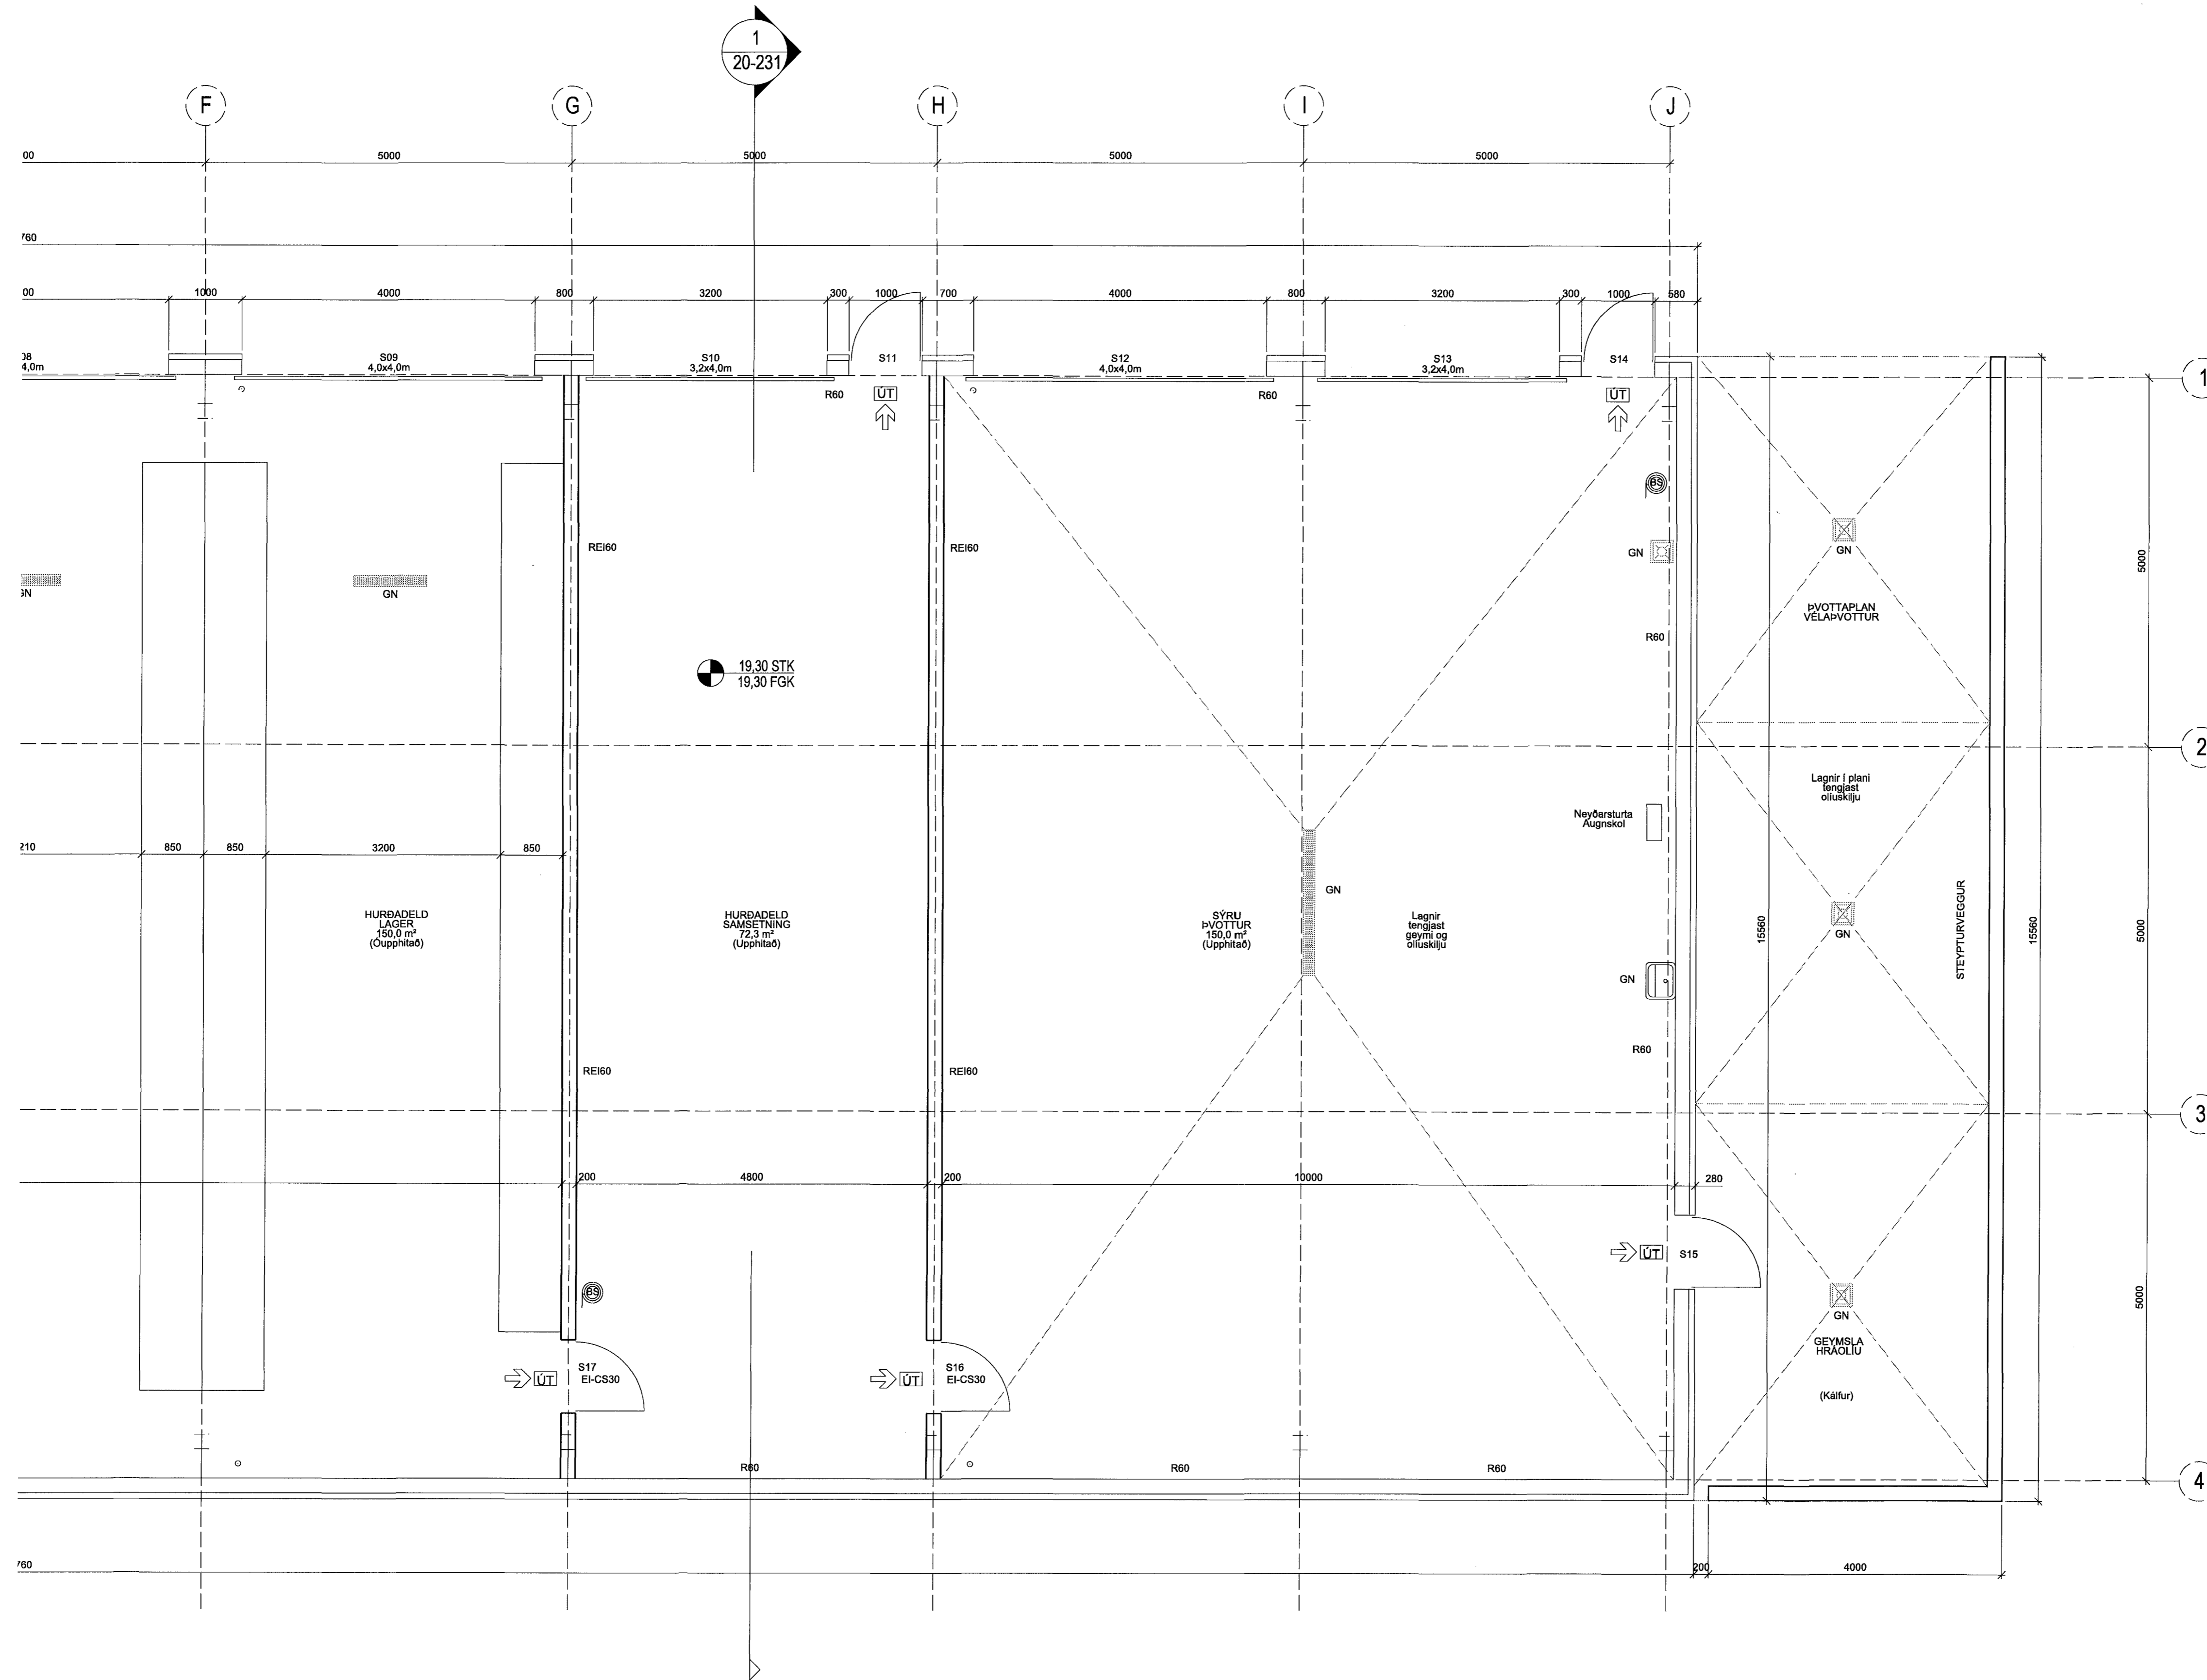 1
20-231
F
G
H
I
J
00
5000
5000
5000
5000
760
00
1000
4000
800
3200
300
1000
700
4000
800
3200
300
1000
580
08
4,0m
S09
4,0x4,0m
S10
3,2x4,0m
S11
S12
4,0x4,0m
S13
3,2x4,0m
S14
1
R60
ÚT
R60
ÚT
BS
REI60
REI60
GN
GN
5000
GN
GN
ÞVOTTAPLAN
VÉLAÞVOTTUR
R60
19,30 STK
19,30 FGK
2
Lagnir í plani
tengjast
olíuskilju
Neyðarsturta
Augnskol
210
850
850
3200
850
GN
HURÐADELD
LAGER
150,0 m²
(Óupphitað)
HURÐADELD
SAMSETNING
72,3 m²
(Upphitað)
SÝRU
ÞVOTTUR
150,0 m²
(Upphitað)
Lagnir
tengjast
geymi og
olíuskilju
15560
GN
STEYPTURVEGGUR
15560
5000
GN
R60
REI60
REI60
3
200
4800
200
10000
280
ÚT
S15
BS
5000
GN
GEYMSLA
HRÁOLÍU
(Kálfur)
ÚT
S17
EI-CS30
ÚT
S16
EI-CS30
R60
R60
R60
4
760
200
4000